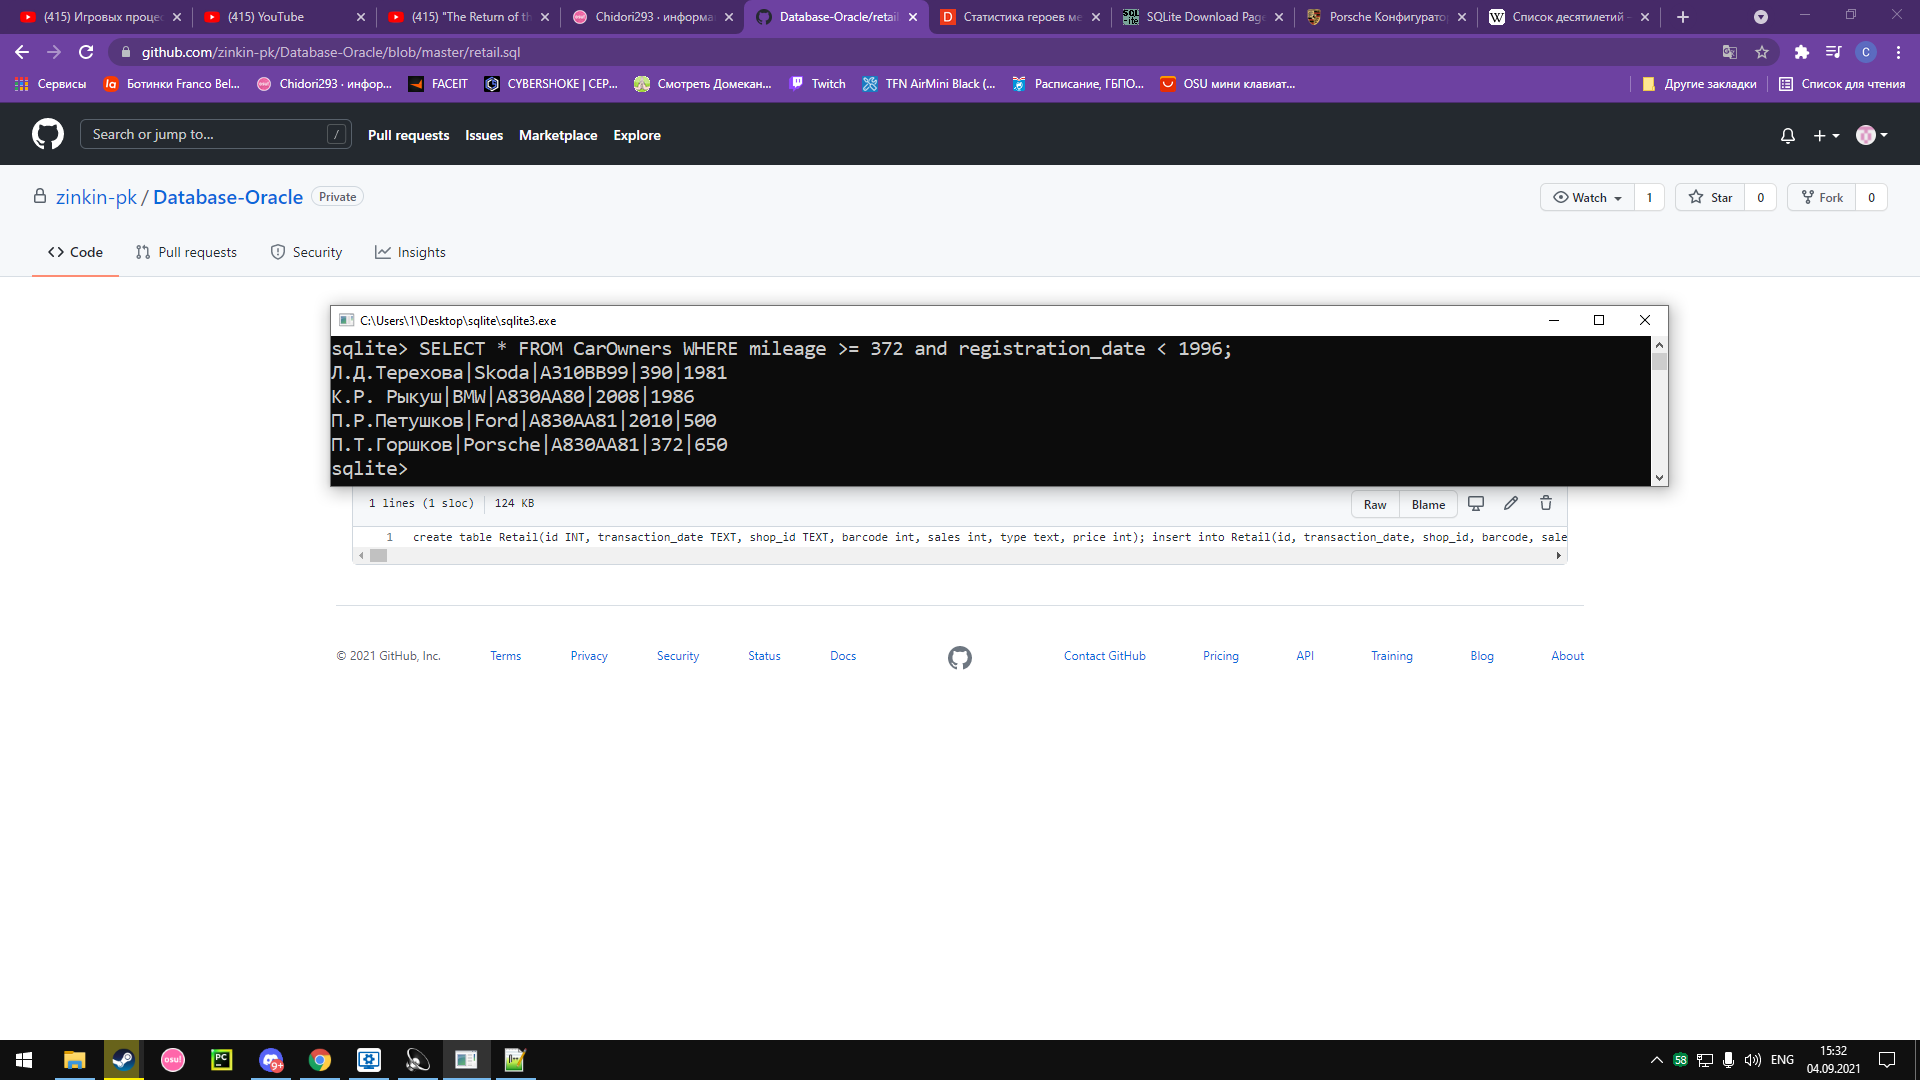 (415) Игровых процес
(415) YouTube
(415) "The Return of th
Chidori293 · информа
Database-Oracle/retail
Статистика героев ме
SQLite Download Page
Porsche Конфигуратор
Список десятилетий -
github.com/zinkin-pk/Database-Oracle/blob/master/retail.sql
Сервисы
Ботинки Franco Bel...
Chidori293 · инфор...
FACEIT
CYBERSHOKE | CEP...
Смотреть Домекан...
Twitch
TFN AirMini Black (...
Расписание, ГБПО...
OSU мини клавиат...
Другие закладки
Список для чтения
Search or jump to...
/
Pull requests
Issues
Marketplace
Explore
zinkin-pk / Database-Oracle
Private
Watch
1
Star
0
Fork
0
Code
Pull requests
Security
Insights
C:\Users\1\Desktop\sqlite\sqlite3.exe
sqlite> SELECT * FROM CarOwners WHERE mileage >= 372 and registration_date < 1996;
Л.Д.Терехова|Skoda|A310BB99|390|1981
К.Р. Рыкуш|BMW|A830AA80|2008|1986
П.Р.Петушков|Ford|A830AA81|2010|500
П.Т.Горшков|Porsche|A830AA81|372|650
sqlite>
1 lines (1 sloc)
124 KB
Raw
Blame
1
create table Retail(id INT, transaction_date TEXT, shop_id TEXT, barcode int, sales int, type text, price int); insert into Retail(id, transaction_date, shop_id, barcode, sale
© 2021 GitHub, Inc.
Terms
Privacy
Security
Status
Docs
Contact GitHub
Pricing
API
Training
Blog
About
osu!
PC
9+
58
ENG
15:32
04.09.2021